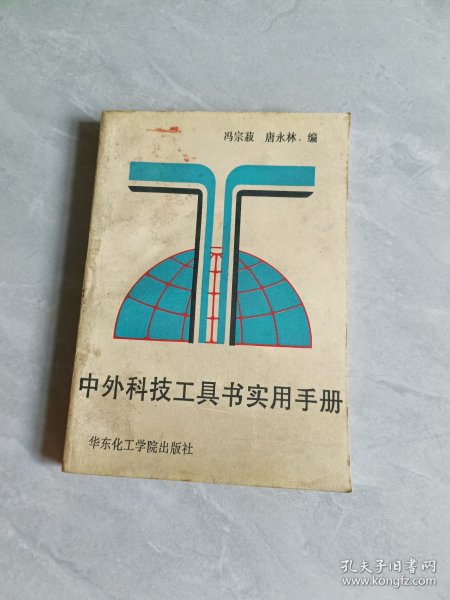 冯宗菽 唐永林·编
中外科技工具书实用手册
华东化工学院出版社
孔夫子旧书网
www.kongfz.com